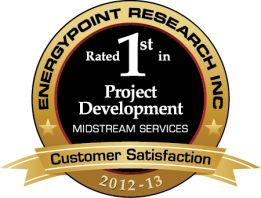 ENERGYPOINT RESEARCH INC
Rated 1st in
Project
Development
MIDSTREAM SERVICES
Customer Satisfaction
2012-13